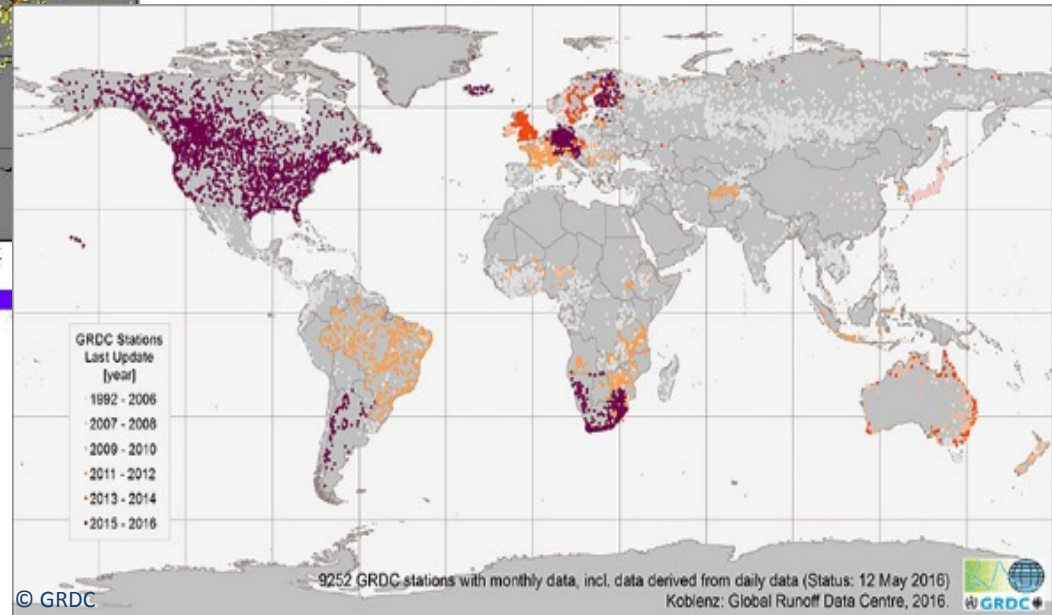 GRDC Stations
Last Update
[year]
1992 - 2006
2007 - 2008
2009 - 2010
2011 - 2012
2013 - 2014
2015 - 2016
9252 GRDC stations with monthly data, incl. data derived from daily data (Status: 12 May 2016)
Koblenz: Global Runoff Data Centre, 2016.
GRDC
© GRDC